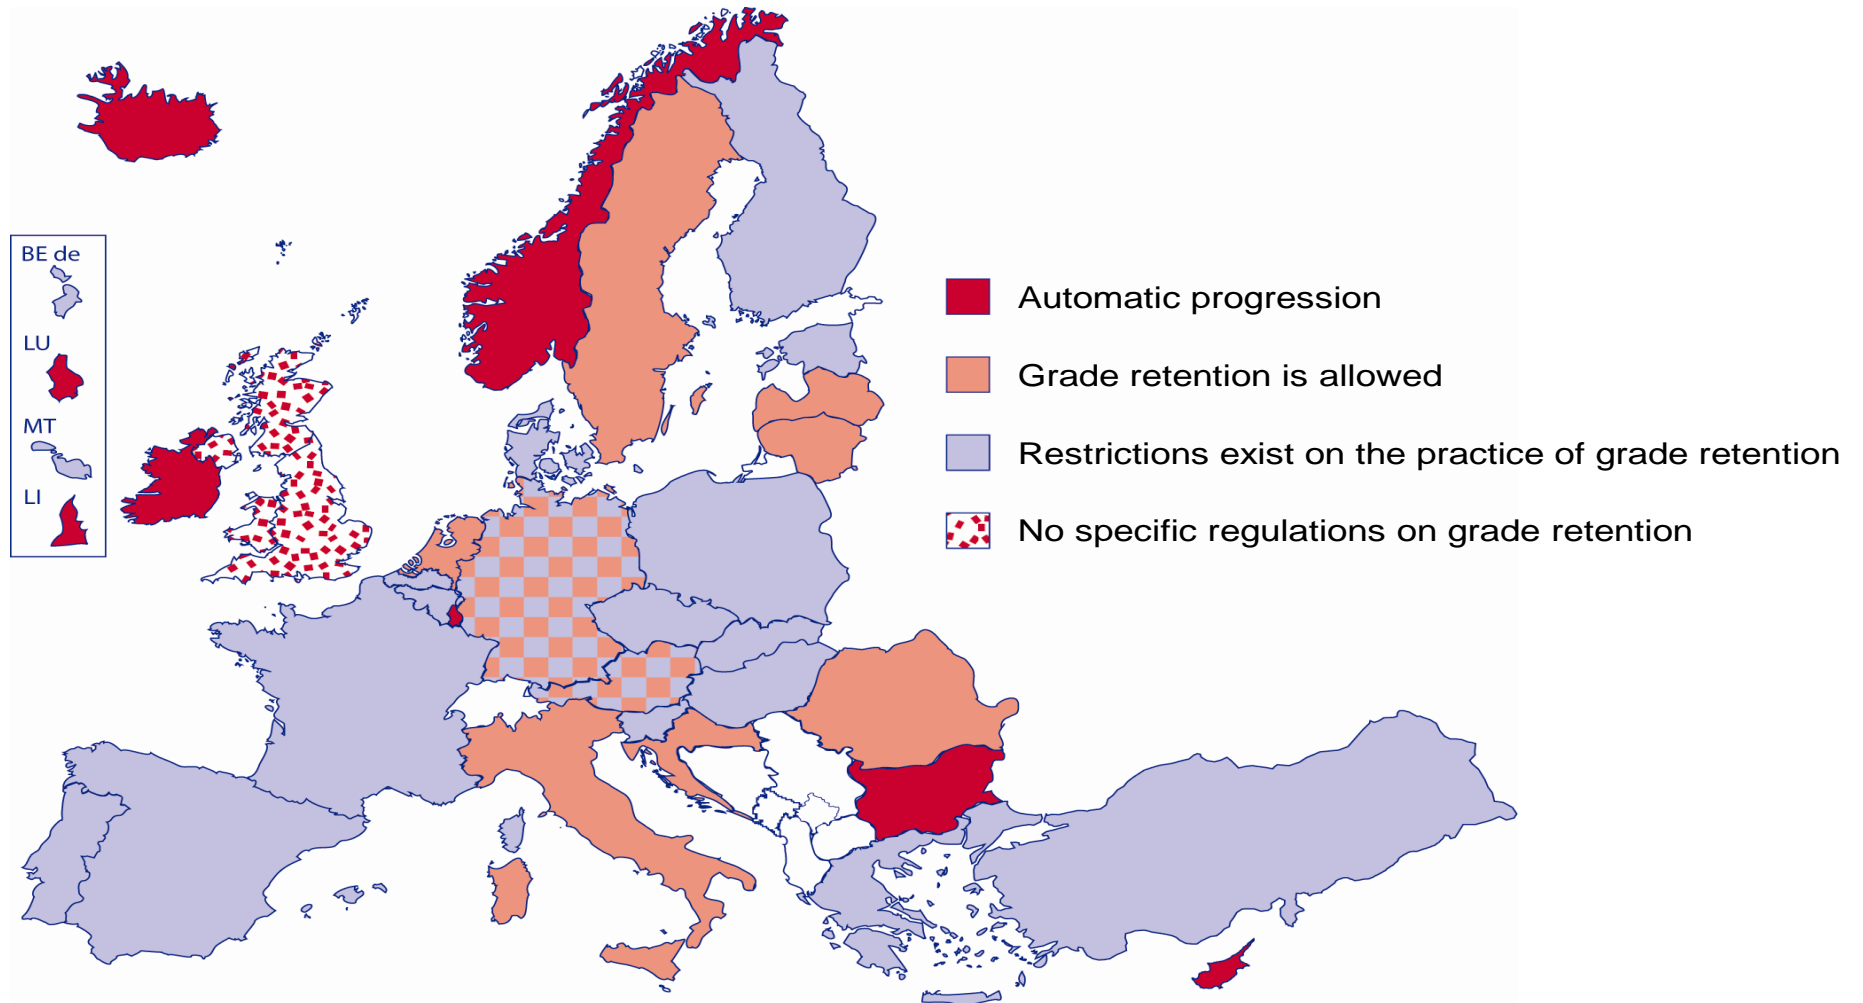 BE de
LU
MT
LI
Automatic progression
Grade retention is allowed
Restrictions exist on the practice of grade retention
No specific regulations on grade retention